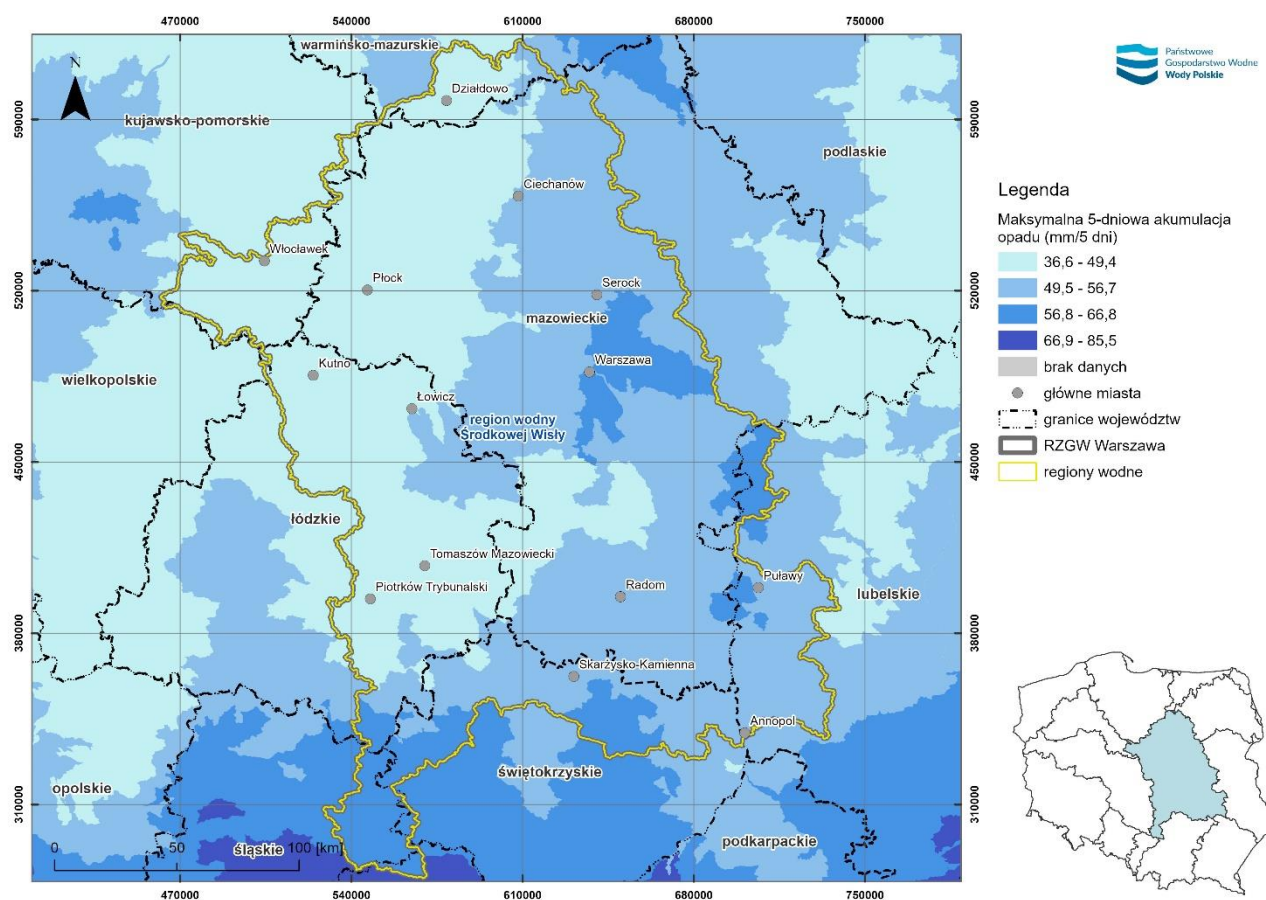 470000
540000
610000
680000
750000
warmińsko-mazurskie
N
Działdowo
590000
590000
kujawsko-pomorskie
podlaskie
Ciechanów
Włocławek
Płock
Serock
520000
520000
mazowieckie
Warszawa
wielkopolskie
Kutno
Łowicz
region wodny
Środkowej Wisły
450000
450000
łódzkie
Tomaszów Mazowiecki
Piotrków Trybunalski
Radom
Puławy
lubelskie
380000
380000
Skarżysko-Kamienna
Annopol
świętokrzyskie
opolskie
310000
310000
śląskie
podkarpackie
0
50
100 [km]
470000
540000
610000
680000
750000
Państwowe
Gospodarstwo Wodne
Wody Polskie
Legenda
Maksymalna 5-dniowa akumulacja
opadu (mm/5 dni)
36,6 - 49,4
49,5 - 56,7
56,8 - 66,8
66,9 - 85,5
brak danych
główne miasta
granice województw
RZGW Warszawa
regiony wodne